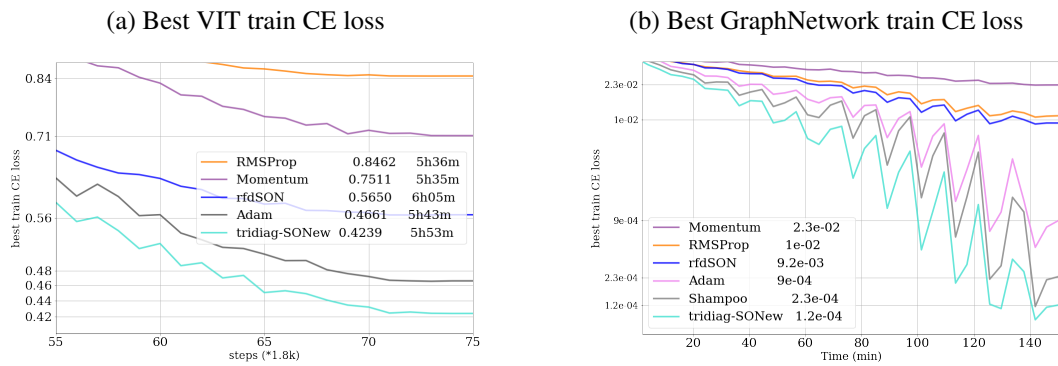 (a) Best VIT train CE loss
best train CE loss
0.84
0.71
0.56
0.48
0.46
0.44
0.42
RMSProp 0.8462 5h36m
Momentum 0.7511 5h35m
rfdSON 0.5650 6h05m
Adam 0.4661 5h43m
tridiag-SONew 0.4239 5h53m
55 60 65 70 75
steps (*1.8k)
(b) Best GraphNetwork train CE loss
best train CE loss
2.3e-02
1e-02
9e-04
2.3e-04
1.2e-04
Momentum 2.3e-02
RMSProp 1e-02
rfdSON 9.2e-03
Adam 9e-04
Shampoo 2.3e-04
tridiag-SONew 1.2e-04
20 40 60 80 100 120 140
Time (min)